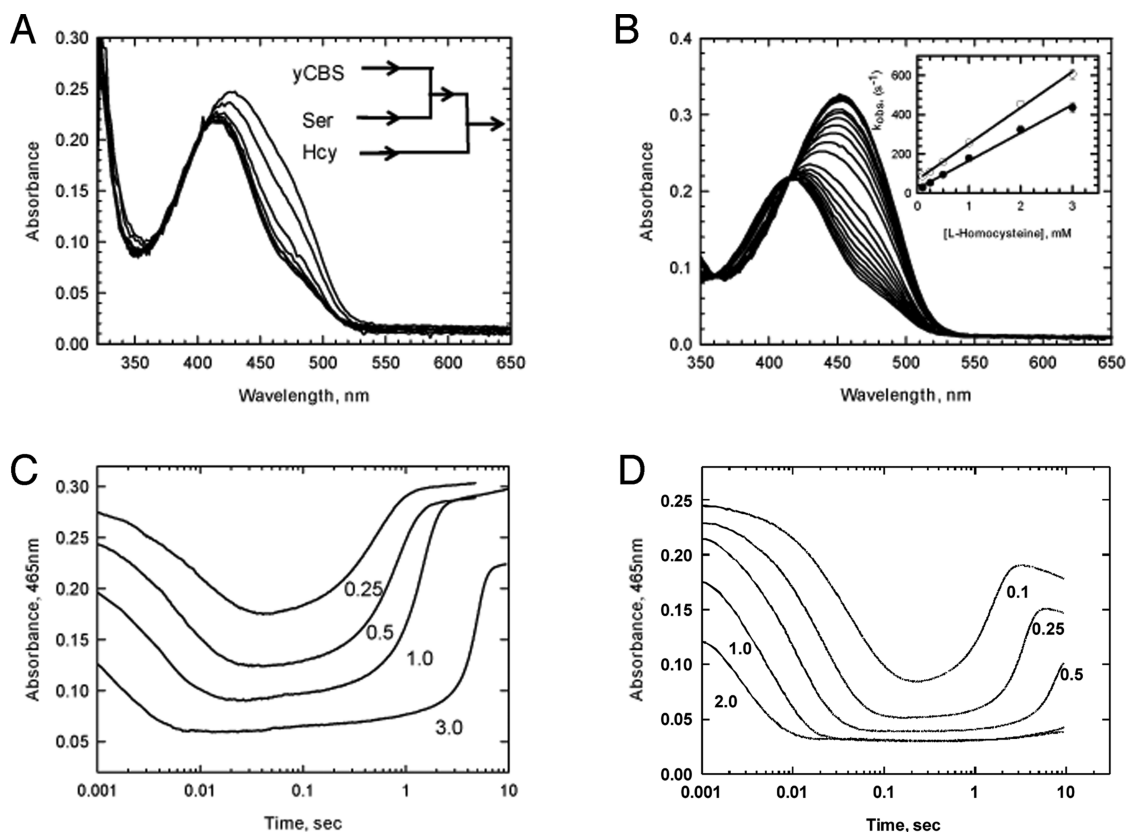 A
Absorbance
0.30
0.25
0.20
0.15
0.10
0.05
0.00
350 400 450 500 550 600 650
Wavelength, nm
yCBS
Ser
Hcy
B
Absorbance
0.4
0.3
0.2
0.1
0.0
350 400 450 500 550 600 650
Wavelength, nm
kobs. (s⁻¹)
600
400
200
0
0 1 2 3
[L-Homocysteine], mM
C
Absorbance, 465nm
0.30
0.25
0.20
0.15
0.10
0.05
0.25
0.5
1.0
3.0
0.001 0.01 0.1 1 10
Time, sec
D
Absorbance, 465nm
0.25
0.20
0.15
0.10
0.05
0.00
0.1
0.25
1.0
0.5
2.0
0.001 0.01 0.1 1 10
Time, sec